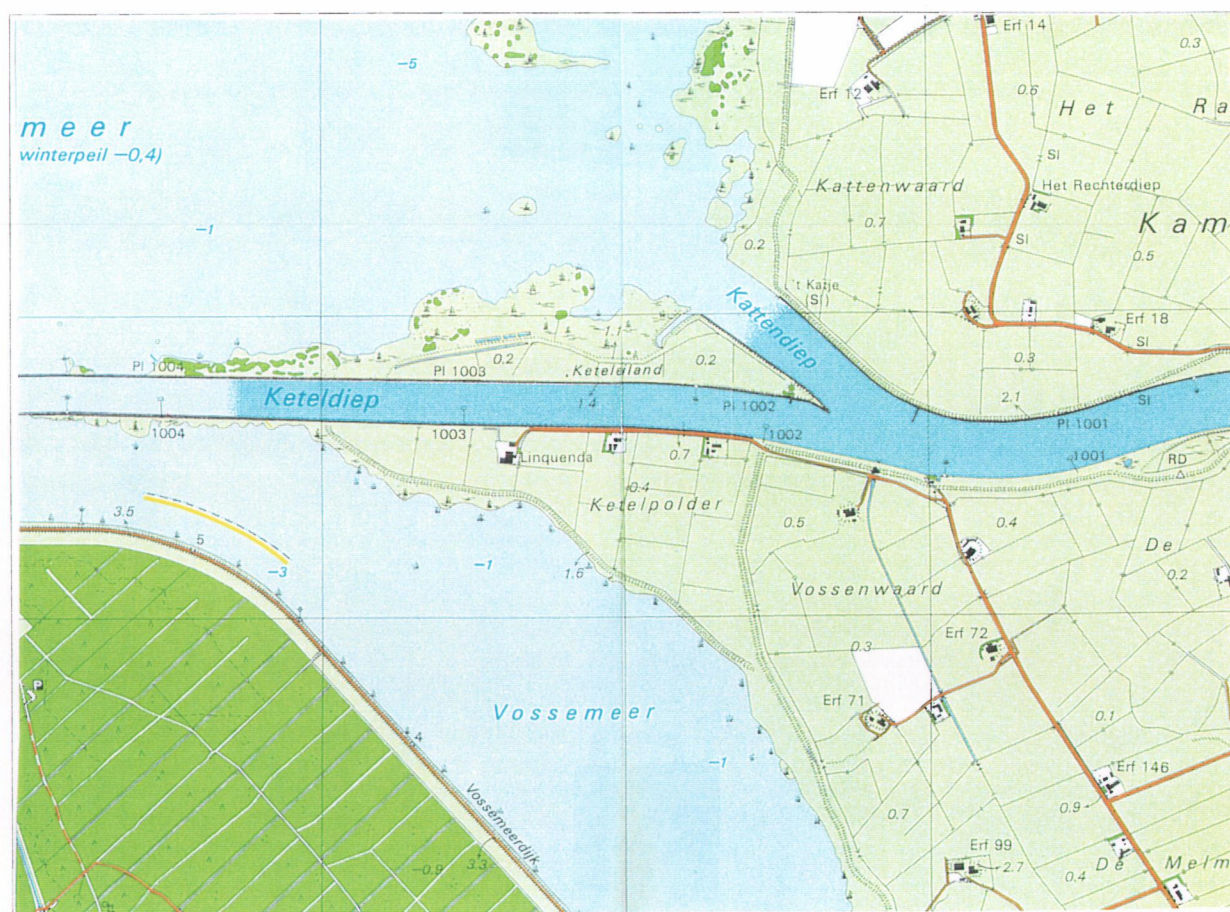 Erf 14
-5
0.3
Erf 12
0.6
Het Ra
meer
winterpeil -0,4)
Sl
Kattenwaard
Het Rechterdiep
-1
0.7
Kam
0.2
Sl
0.5
't Katje
(Sl)
Kattendiep
Erf 18
1.1
Sl
0.2
0.2
0.3
Pl 1004
Pl 1003
Keteleiland
Keteldiep
1.4
Pl 1002
2.1
Sl
Pl 1001
1004
1003
1002
1001
RD
Linquenda
0.7
0.4
Ketelpolder
3.5
5
0.5
0.4
De
-3
-1
1.6
0.2
Vossenwaard
Erf 72
0.3
Erf 71
Vossemeer
P
0.1
4
-1
Erf 146
Vossemeerdijk
0.9
0.7
Erf 99
-0.9
3.3
2.7
0.4
De Melm